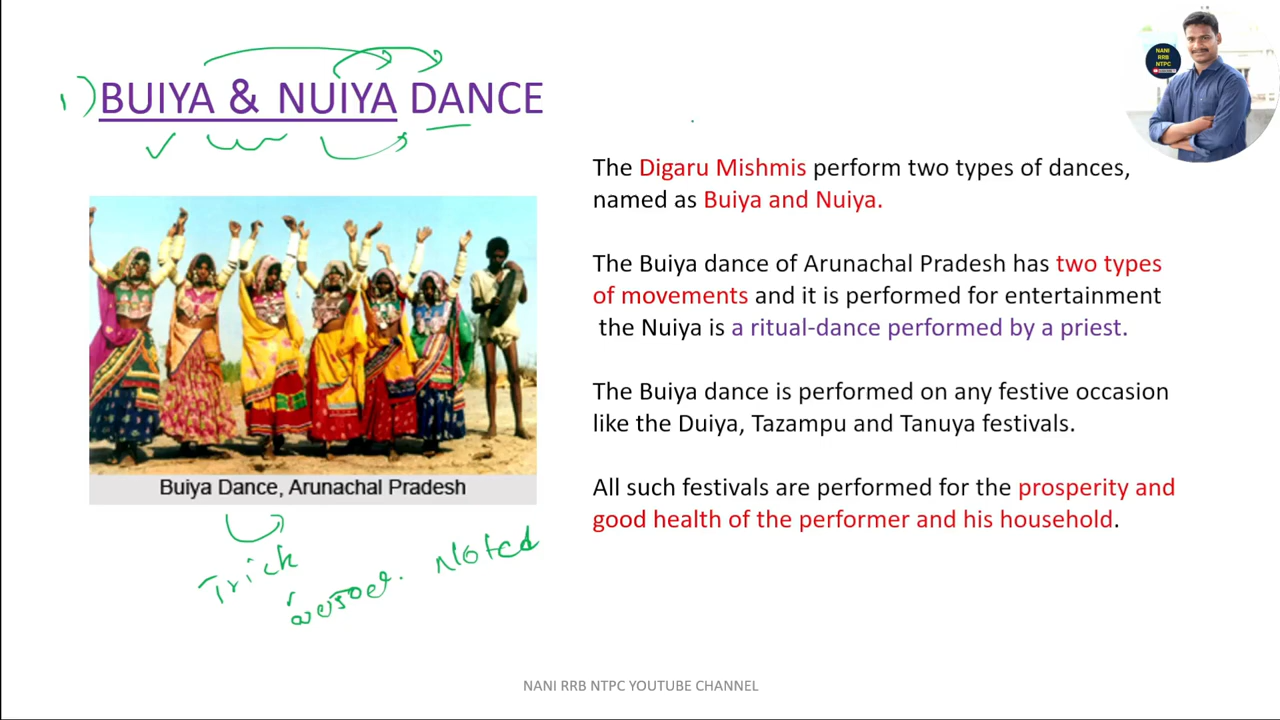 1) BUIYA & NUIYA DANCE
NANI
RRB
NTPC
The Digaru Mishmis perform two types of dances,
named as Buiya and Nuiya.
The Buiya dance of Arunachal Pradesh has two types
of movements and it is performed for entertainment
the Nuiya is a ritual-dance performed by a priest.
The Buiya dance is performed on any festive occasion
like the Duiya, Tazampu and Tanuya festivals.
All such festivals are performed for the prosperity and
good health of the performer and his household.
Buiya Dance, Arunachal Pradesh
Trick
Noted
NANI RRB NTPC YOUTUBE CHANNEL